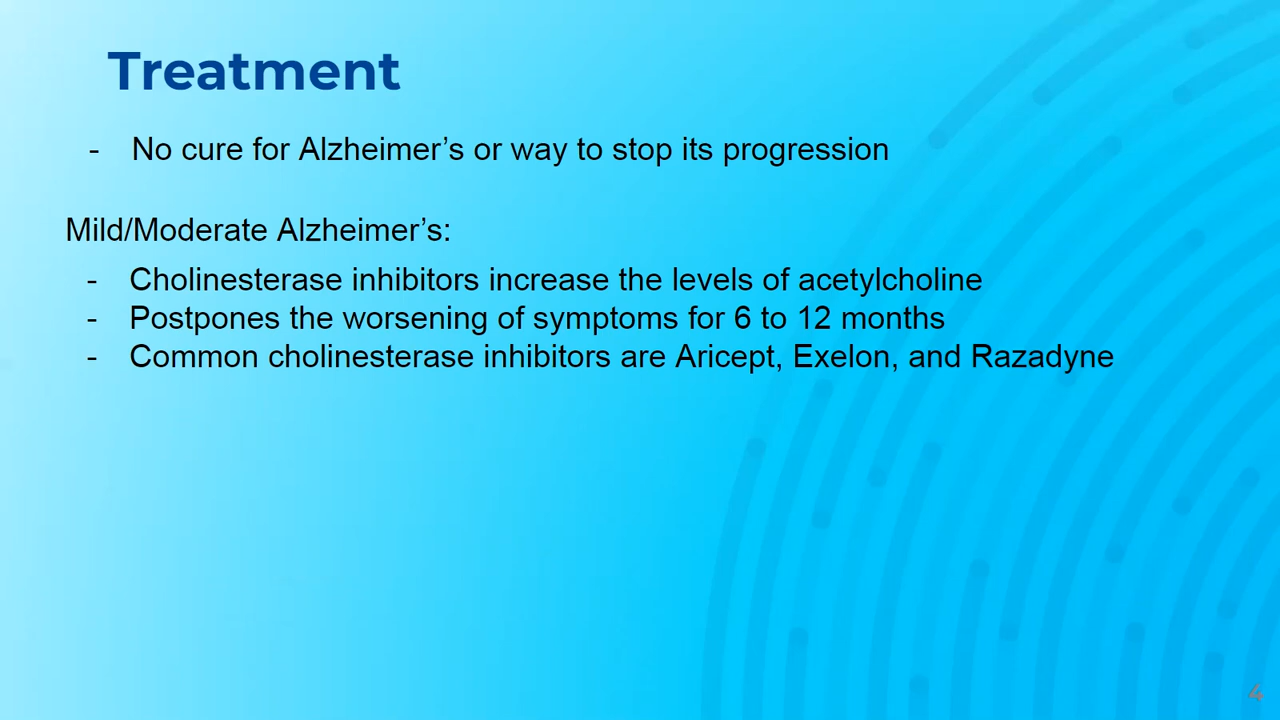 Treatment
- No cure for Alzheimer’s or way to stop its progression
Mild/Moderate Alzheimer’s:
- Cholinesterase inhibitors increase the levels of acetylcholine
- Postpones the worsening of symptoms for 6 to 12 months
- Common cholinesterase inhibitors are Aricept, Exelon, and Razadyne
4